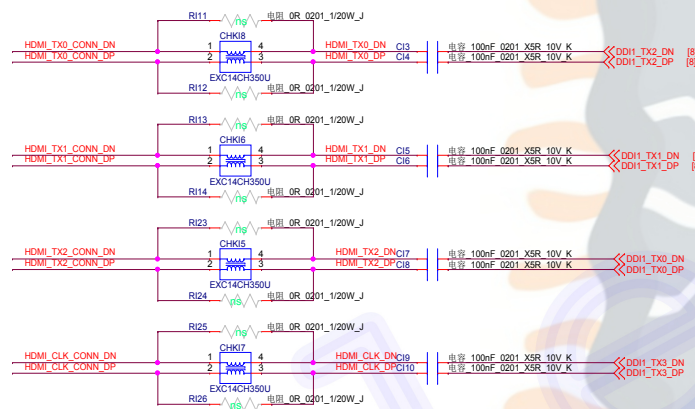 RI11 电阻_0R_0201_1/20W_J
ns
CHKI8
HDMI_TX0_CONN_DN 1 4 HDMI_TX0_DN CI3 电容_100nF_0201_X5R_10V_K DDI1_TX2_DN [8
HDMI_TX0_CONN_DP 2 3 HDMI_TX0_DP CI4 电容_100nF_0201_X5R_10V_K DDI1_TX2_DP [8]
EXC14CH350U
RI12 电阻_0R_0201_1/20W_J
ns
RI13 电阻_0R_0201_1/20W_J
ns
CHKI6
HDMI_TX1_CONN_DN 1 4 HDMI_TX1_DN CI5 电容_100nF_0201_X5R_10V_K DDI1_TX1_DN [
HDMI_TX1_CONN_DP 2 3 HDMI_TX1_DP CI6 电容_100nF_0201_X5R_10V_K DDI1_TX1_DP
EXC14CH350U
RI14 电阻_0R_0201_1/20W_J
ns
RI23 电阻_0R_0201_1/20W_J
ns
CHKI5
HDMI_TX2_CONN_DN 1 4 HDMI_TX2_DN CI7 电容_100nF_0201_X5R_10V_K DDI1_TX0_DN
HDMI_TX2_CONN_DP 2 3 HDMI_TX2_DP CI8 电容_100nF_0201_X5R_10V_K DDI1_TX0_DP
EXC14CH350U
RI24 电阻_0R_0201_1/20W_J
ns
RI25 电阻_0R_0201_1/20W_J
ns
CHKI7
HDMI_CLK_CONN_DN 1 4 HDMI_CLK_DN CI9 电容_100nF_0201_X5R_10V_K DDI1_TX3_DN
HDMI_CLK_CONN_DP 2 3 HDMI_CLK_DP CI10 电容_100nF_0201_X5R_10V_K DDI1_TX3_DP
EXC14CH350U
RI26 电阻_0R_0201_1/20W_J
ns